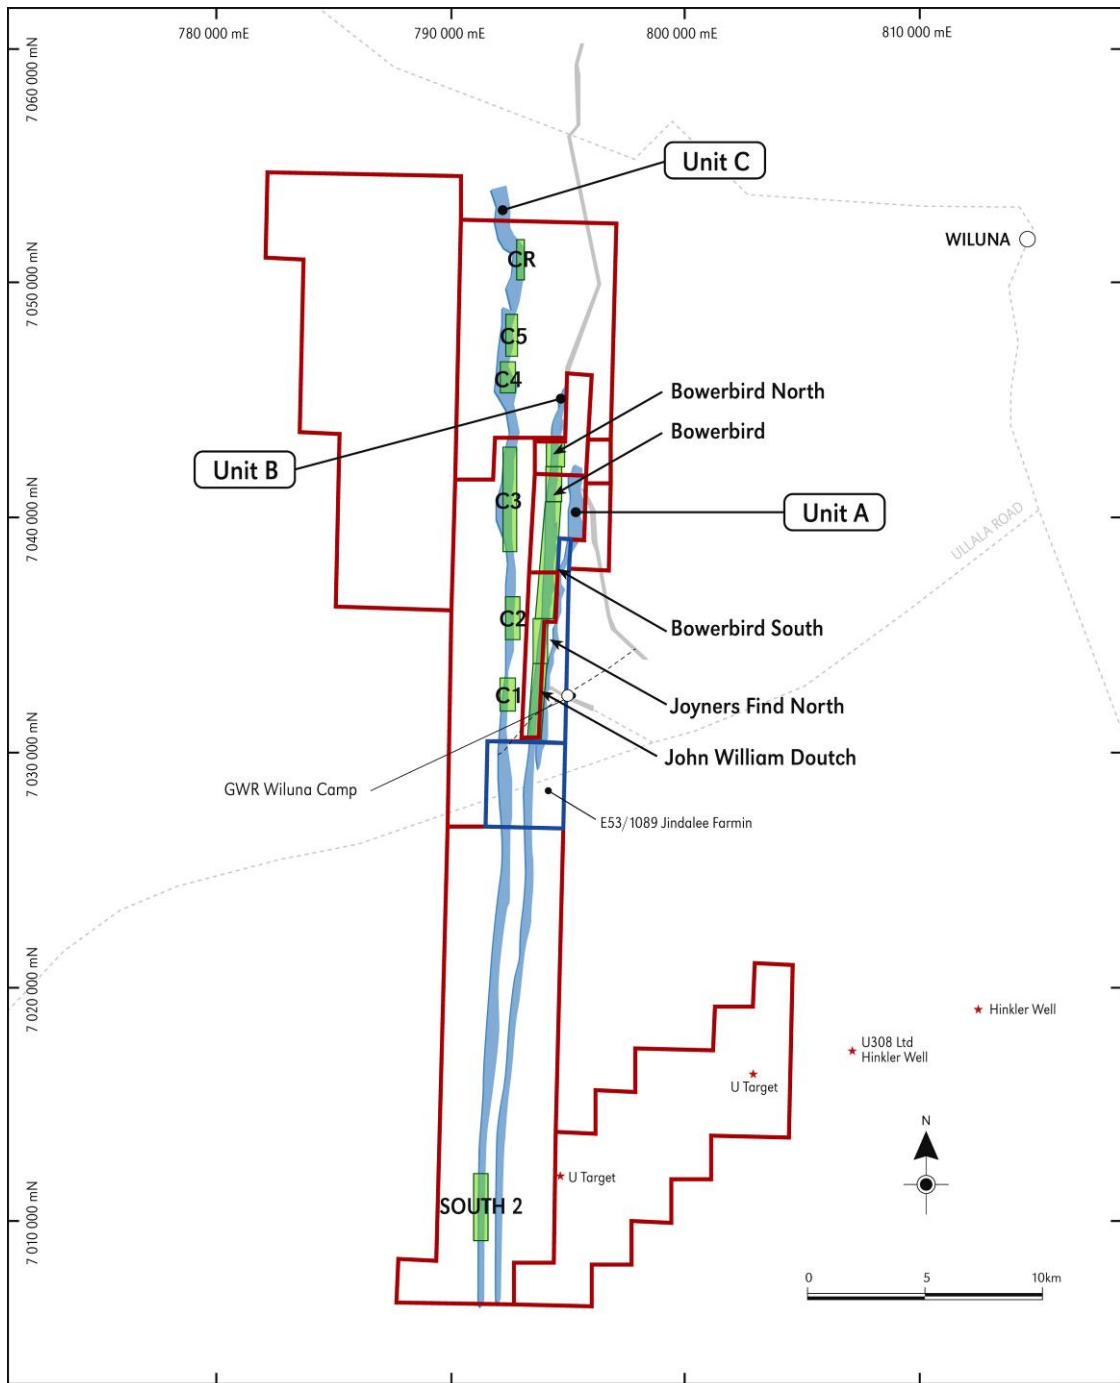 780 000 mE
790 000 mE
800 000 mE
810 000 mE
7 060 000 mN
Unit C
WILUNA
CR
7 050 000 mN
C5
C4
Bowerbird North
Bowerbird
Unit B
C3
Unit A
7 040 000 mN
ULLALA ROAD
C2
Bowerbird South
C1
Joyners Find North
7 030 000 mN
John William Doutch
GWR Wiluna Camp
E53/1089 Jindalee Farmin
7 020 000 mN
Hinkler Well
U308 Ltd
Hinkler Well
U Target
N
U Target
SOUTH 2
7 010 000 mN
0
5
10km